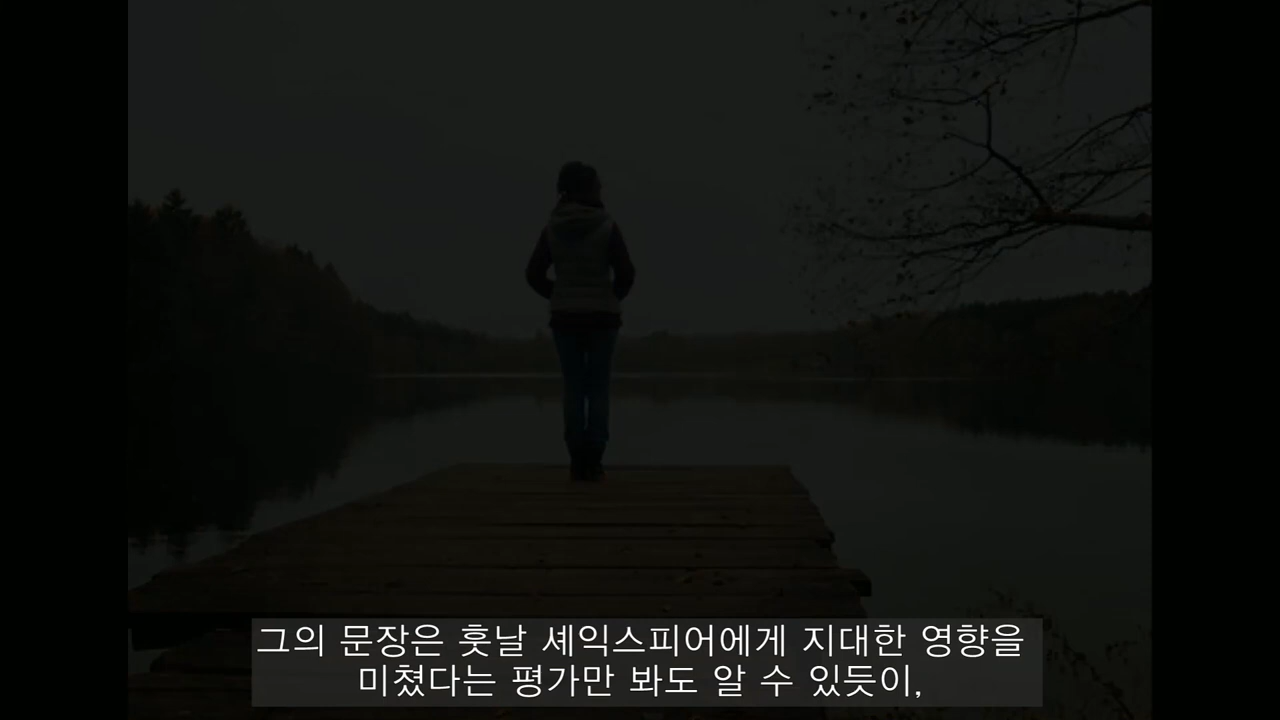 그의 문장은 훗날 셰익스피어에게 지대한 영향을
미쳤다는 평가만 봐도 알 수 있듯이,